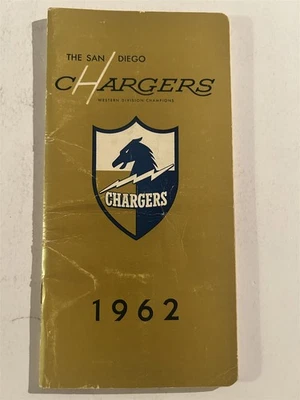 THE SAN DIEGO
CHARGERS
WESTERN DIVISION CHAMPIONS
CHARGERS
1962